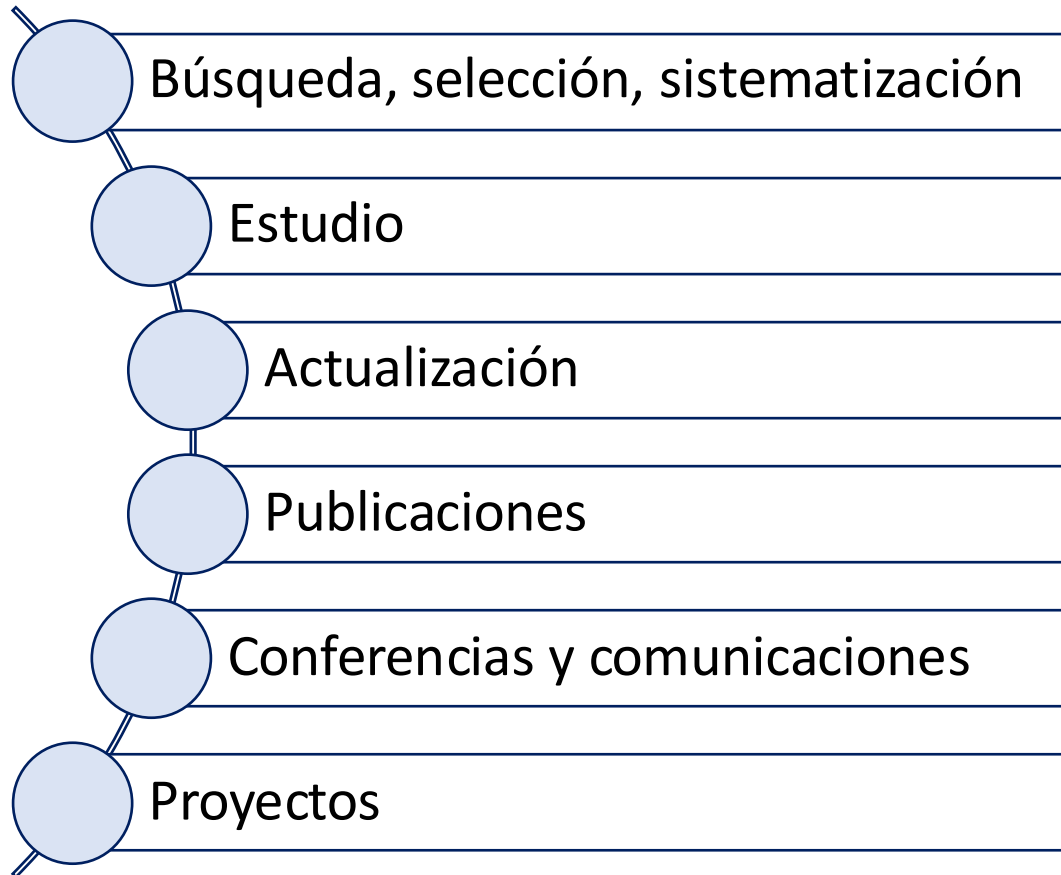 Búsqueda, selección, sistematización
Estudio
Actualización
Publicaciones
Conferencias y comunicaciones
Proyectos